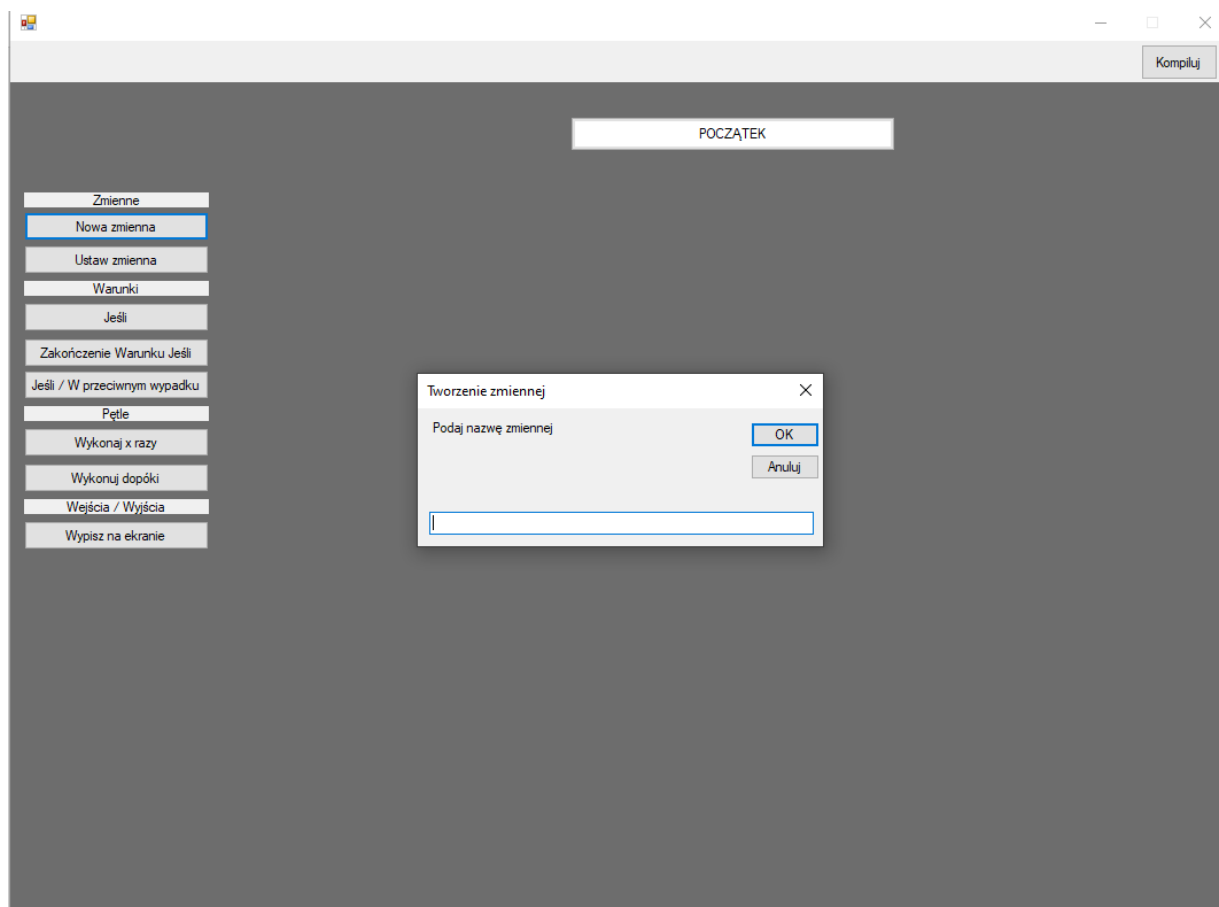 Kompiluj
POCZĄTEK
Zmienne
Nowa zmienna
Ustaw zmienna
Warunki
Jeśli
Zakończenie Warunku Jeśli
Jeśli / W przeciwnym wypadku
Pętle
Wykonaj x razy
Wykonuj dopóki
Wejścia / Wyjścia
Wypisz na ekranie
Tworzenie zmiennej
Podaj nazwę zmiennej
OK
Anuluj